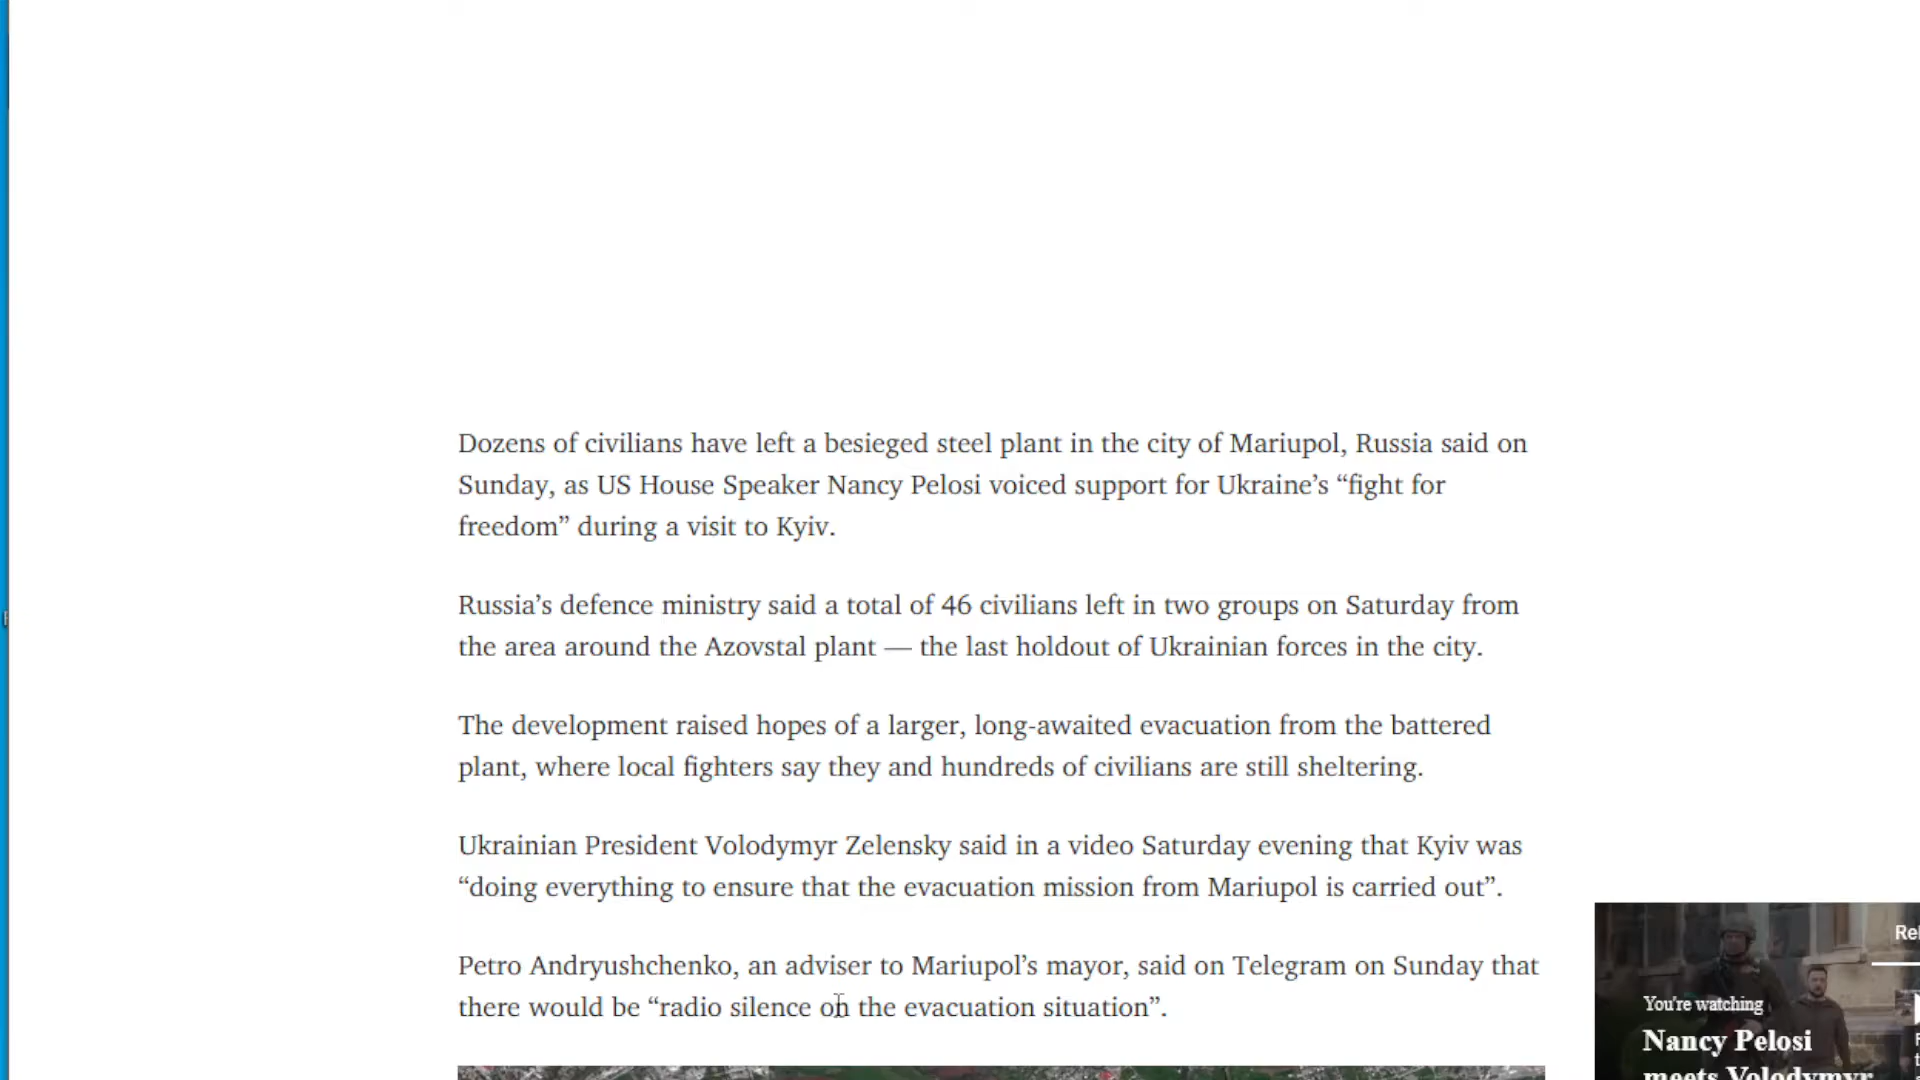 Dozens of civilians have left a besieged steel plant in the city of Mariupol, Russia said on
Sunday, as US House Speaker Nancy Pelosi voiced support for Ukraine’s “fight for
freedom” during a visit to Kyiv.
Russia’s defence ministry said a total of 46 civilians left in two groups on Saturday from
the area around the Azovstal plant — the last holdout of Ukrainian forces in the city.
The development raised hopes of a larger, long-awaited evacuation from the battered
plant, where local fighters say they and hundreds of civilians are still sheltering.
Ukrainian President Volodymyr Zelensky said in a video Saturday evening that Kyiv was
“doing everything to ensure that the evacuation mission from Mariupol is carried out”.
Petro Andryushchenko, an adviser to Mariupol’s mayor, said on Telegram on Sunday that
there would be “radio silence on the evacuation situation”.
You're watching
Nancy Pelosi
meets Volodymyr